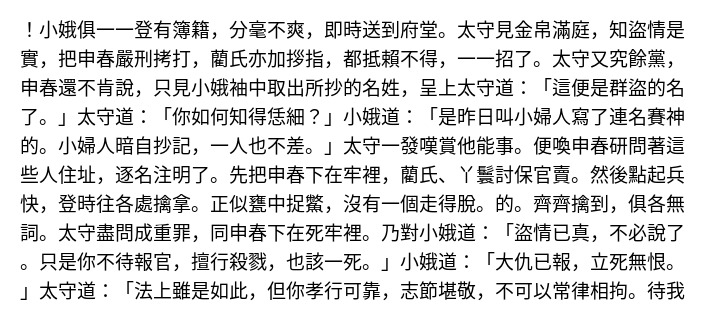 ！小娥俱一一登有簿籍，分毫不爽，即時送到府堂。太守見金帛滿庭，知盜情是
實，把申春嚴刑拷打，藺氏亦加拶指，都抵賴不得，一一招了。太守又究餘黨，
申春還不肯說，只見小娥袖中取出所抄的名姓，呈上太守道：「這便是群盜的名
了。」太守道：「你如何知得恁細？」小娥道：「是昨日叫小婦人寫了連名賽神
的。小婦人暗自抄記，一人也不差。」太守一發嘆賞他能事。便喚申春研問著這
些人住址，逐名注明了。先把申春下在牢裡，藺氏、丫鬟討保官賣。然後點起兵
快，登時往各處擒拿。正似甕中捉鱉，沒有一個走得脫。的。齊齊擒到，俱各無
詞。太守盡問成重罪，同申春下在死牢裡。乃對小娥道：「盜情已真，不必說了
。只是你不待報官，擅行殺戮，也該一死。」小娥道：「大仇已報，立死無恨。
」太守道：「法上雖是如此，但你孝行可靠，志節堪敬，不可以常律相拘。待我